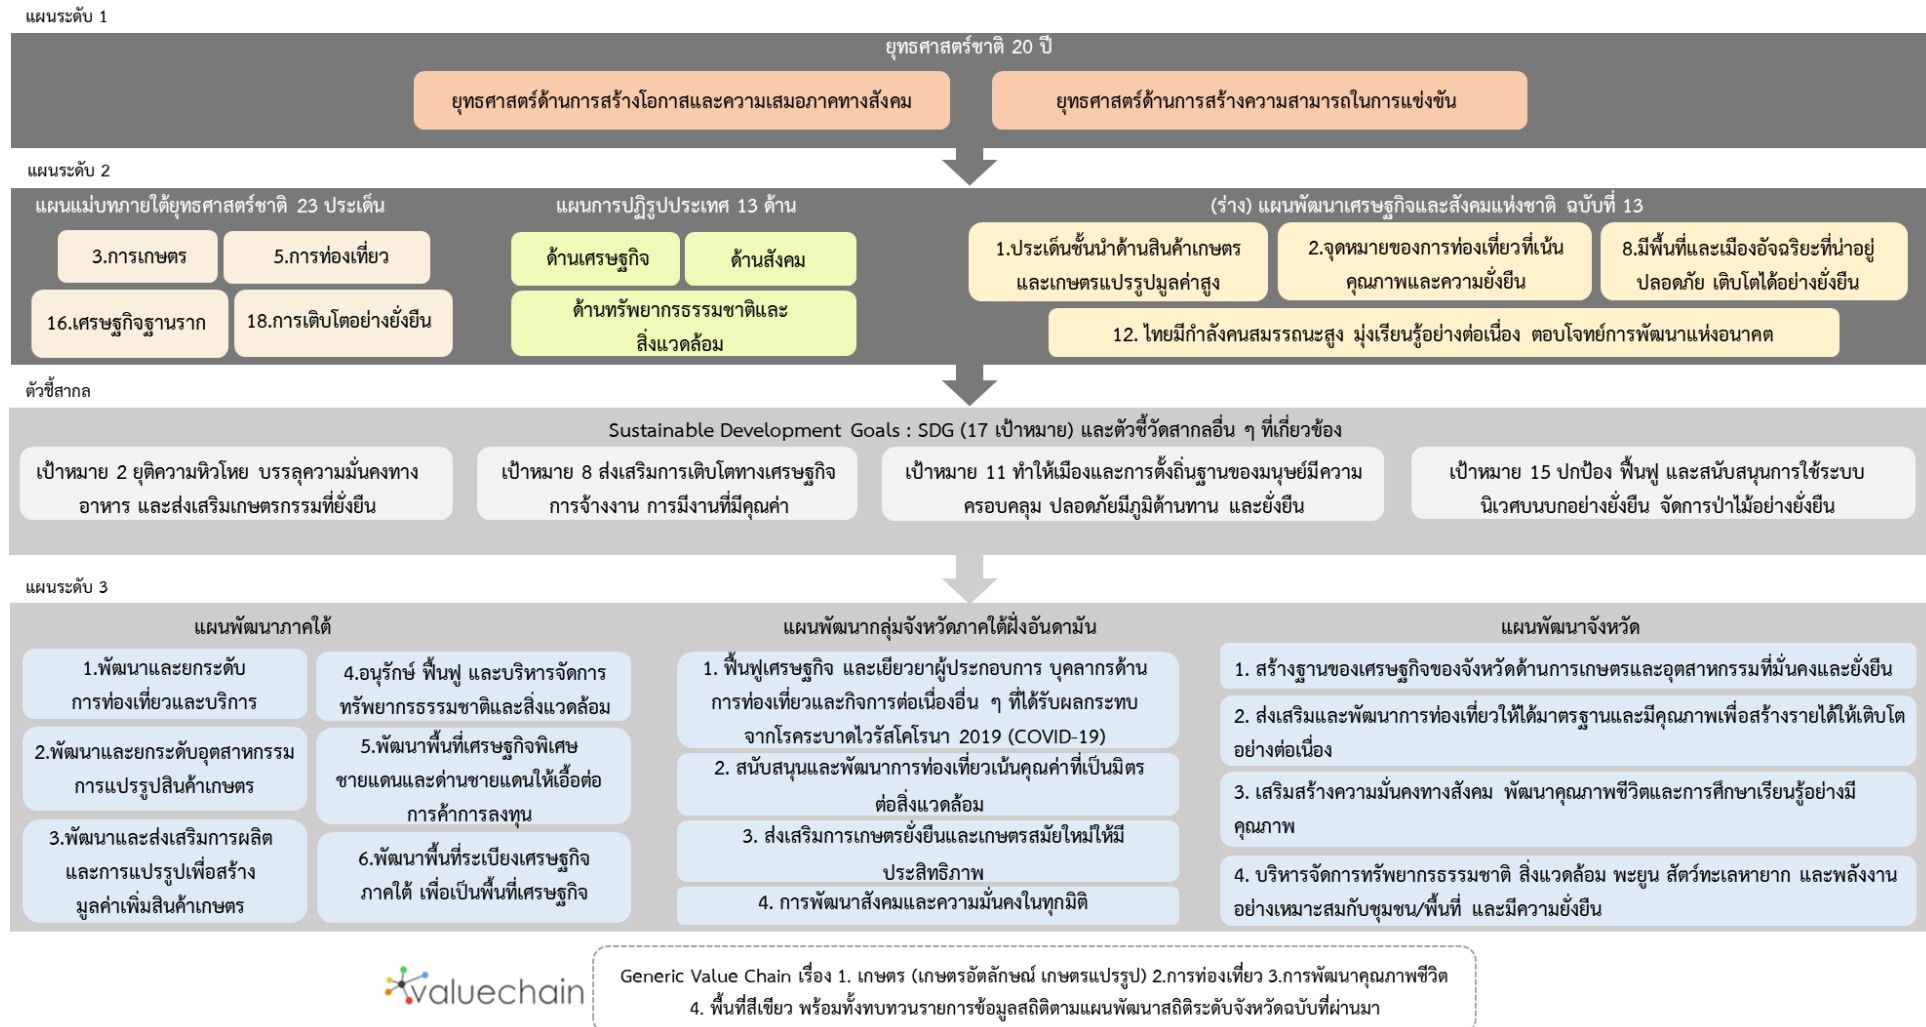 แผนระดับ 1
ยุทธศาสตร์ชาติ 20 ปี
ยุทธศาสตร์ด้านการสร้างโอกาสและความเสมอภาคทางสังคม
ยุทธศาสตร์ด้านการสร้างความสามารถในการแข่งขัน
แผนระดับ 2
แผนแม่บทภายใต้ยุทธศาสตร์ชาติ 23 ประเด็น
3.การเกษตร
5.การท่องเที่ยว
16.เศรษฐกิจฐานราก
18.การเติบโตอย่างยั่งยืน
แผนการปฏิรูปประเทศ 13 ด้าน
ด้านเศรษฐกิจ
ด้านสังคม
ด้านทรัพยากรธรรมชาติและ
สิ่งแวดล้อม
(ร่าง) แผนพัฒนาเศรษฐกิจและสังคมแห่งชาติ ฉบับที่ 13
1.ประเด็นชั้นนำด้านสินค้าเกษตร
และเกษตรแปรรูปมูลค่าสูง
2.จุดหมายของการท่องเที่ยวที่เน้น
คุณภาพและความยั่งยืน
8.มีพื้นที่และเมืองอัจฉริยะที่น่าอยู่
ปลอดภัย เติบโตได้อย่างยั่งยืน
12. ไทยมีกำลังคนสมรรถนะสูง มุ่งเรียนรู้อย่างต่อเนื่อง ตอบโจทย์การพัฒนาแห่งอนาคต
ตัวชี้สากล
Sustainable Development Goals : SDG (17 เป้าหมาย) และตัวชี้วัดสากลอื่น ๆ ที่เกี่ยวข้อง
เป้าหมาย 2 ยุติความหิวโหย บรรลุความมั่นคงทาง
อาหาร และส่งเสริมเกษตรกรรมที่ยั่งยืน
เป้าหมาย 8 ส่งเสริมการเติบโตทางเศรษฐกิจ
การจ้างงาน การมีงานที่มีคุณค่า
เป้าหมาย 11 ทำให้เมืองและการตั้งถิ่นฐานของมนุษย์มีความ
ครอบคลุม ปลอดภัยมีภูมิต้านทาน และยั่งยืน
เป้าหมาย 15 ปกป้อง ฟื้นฟู และสนับสนุนการใช้ระบบ
นิเวศบนบกอย่างยั่งยืน จัดการป่าไม้อย่างยั่งยืน
แผนระดับ 3
แผนพัฒนาภาคใต้
1.พัฒนาและยกระดับ
การท่องเที่ยวและบริการ
2.พัฒนาและยกระดับอุตสาหกรรม
การแปรรูปสินค้าเกษตร
3.พัฒนาและส่งเสริมการผลิต
และการแปรรูปเพื่อสร้าง
มูลค่าเพิ่มสินค้าเกษตร
4.อนุรักษ์ ฟื้นฟู และบริหารจัดการ
ทรัพยากรธรรมชาติและสิ่งแวดล้อม
5.พัฒนาพื้นที่เศรษฐกิจพิเศษ
ชายแดนและด่านชายแดนให้เอื้อต่อ
การค้าการลงทุน
6.พัฒนาพื้นที่ระเบียงเศรษฐกิจ
ภาคใต้ เพื่อเป็นพื้นที่เศรษฐกิจ
แผนพัฒนากลุ่มจังหวัดภาคใต้ฝั่งอันดามัน
1. ฟื้นฟูเศรษฐกิจ และเยียวยาผู้ประกอบการ บุคลากรด้าน
การท่องเที่ยวและกิจการต่อเนื่องอื่น ๆ ที่ได้รับผลกระทบ
จากโรคระบาดไวรัสโคโรนา 2019 (COVID-19)
2. สนับสนุนและพัฒนาการท่องเที่ยวเน้นคุณค่าที่เป็นมิตร
ต่อสิ่งแวดล้อม
3. ส่งเสริมการเกษตรยั่งยืนและเกษตรสมัยใหม่ให้มี
ประสิทธิภาพ
4. การพัฒนาสังคมและความมั่นคงในทุกมิติ
แผนพัฒนาจังหวัด
1. สร้างฐานของเศรษฐกิจของจังหวัดด้านการเกษตรและอุตสาหกรรมที่มั่นคงและยั่งยืน
2. ส่งเสริมและพัฒนาการท่องเที่ยวให้ได้มาตรฐานและมีคุณภาพเพื่อสร้างรายได้ให้เติบโต
อย่างต่อเนื่อง
3. เสริมสร้างความมั่นคงทางสังคม พัฒนาคุณภาพชีวิตและการศึกษาเรียนรู้อย่างมี
คุณภาพ
4. บริหารจัดการทรัพยากรธรรมชาติ สิ่งแวดล้อม พะยูน สัตว์ทะเลหายาก และพลังงาน
อย่างเหมาะสมกับชุมชน/พื้นที่ และมีความยั่งยืน
valuechain
Generic Value Chain เรื่อง 1. เกษตร (เกษตรอัตลักษณ์ เกษตรแปรรูป) 2.การท่องเที่ยว 3.การพัฒนาคุณภาพชีวิต
4. พื้นที่สีเขียว พร้อมทั้งทบทวนรายการข้อมูลสถิติตามแผนพัฒนาสถิติระดับจังหวัดฉบับที่ผ่านมา